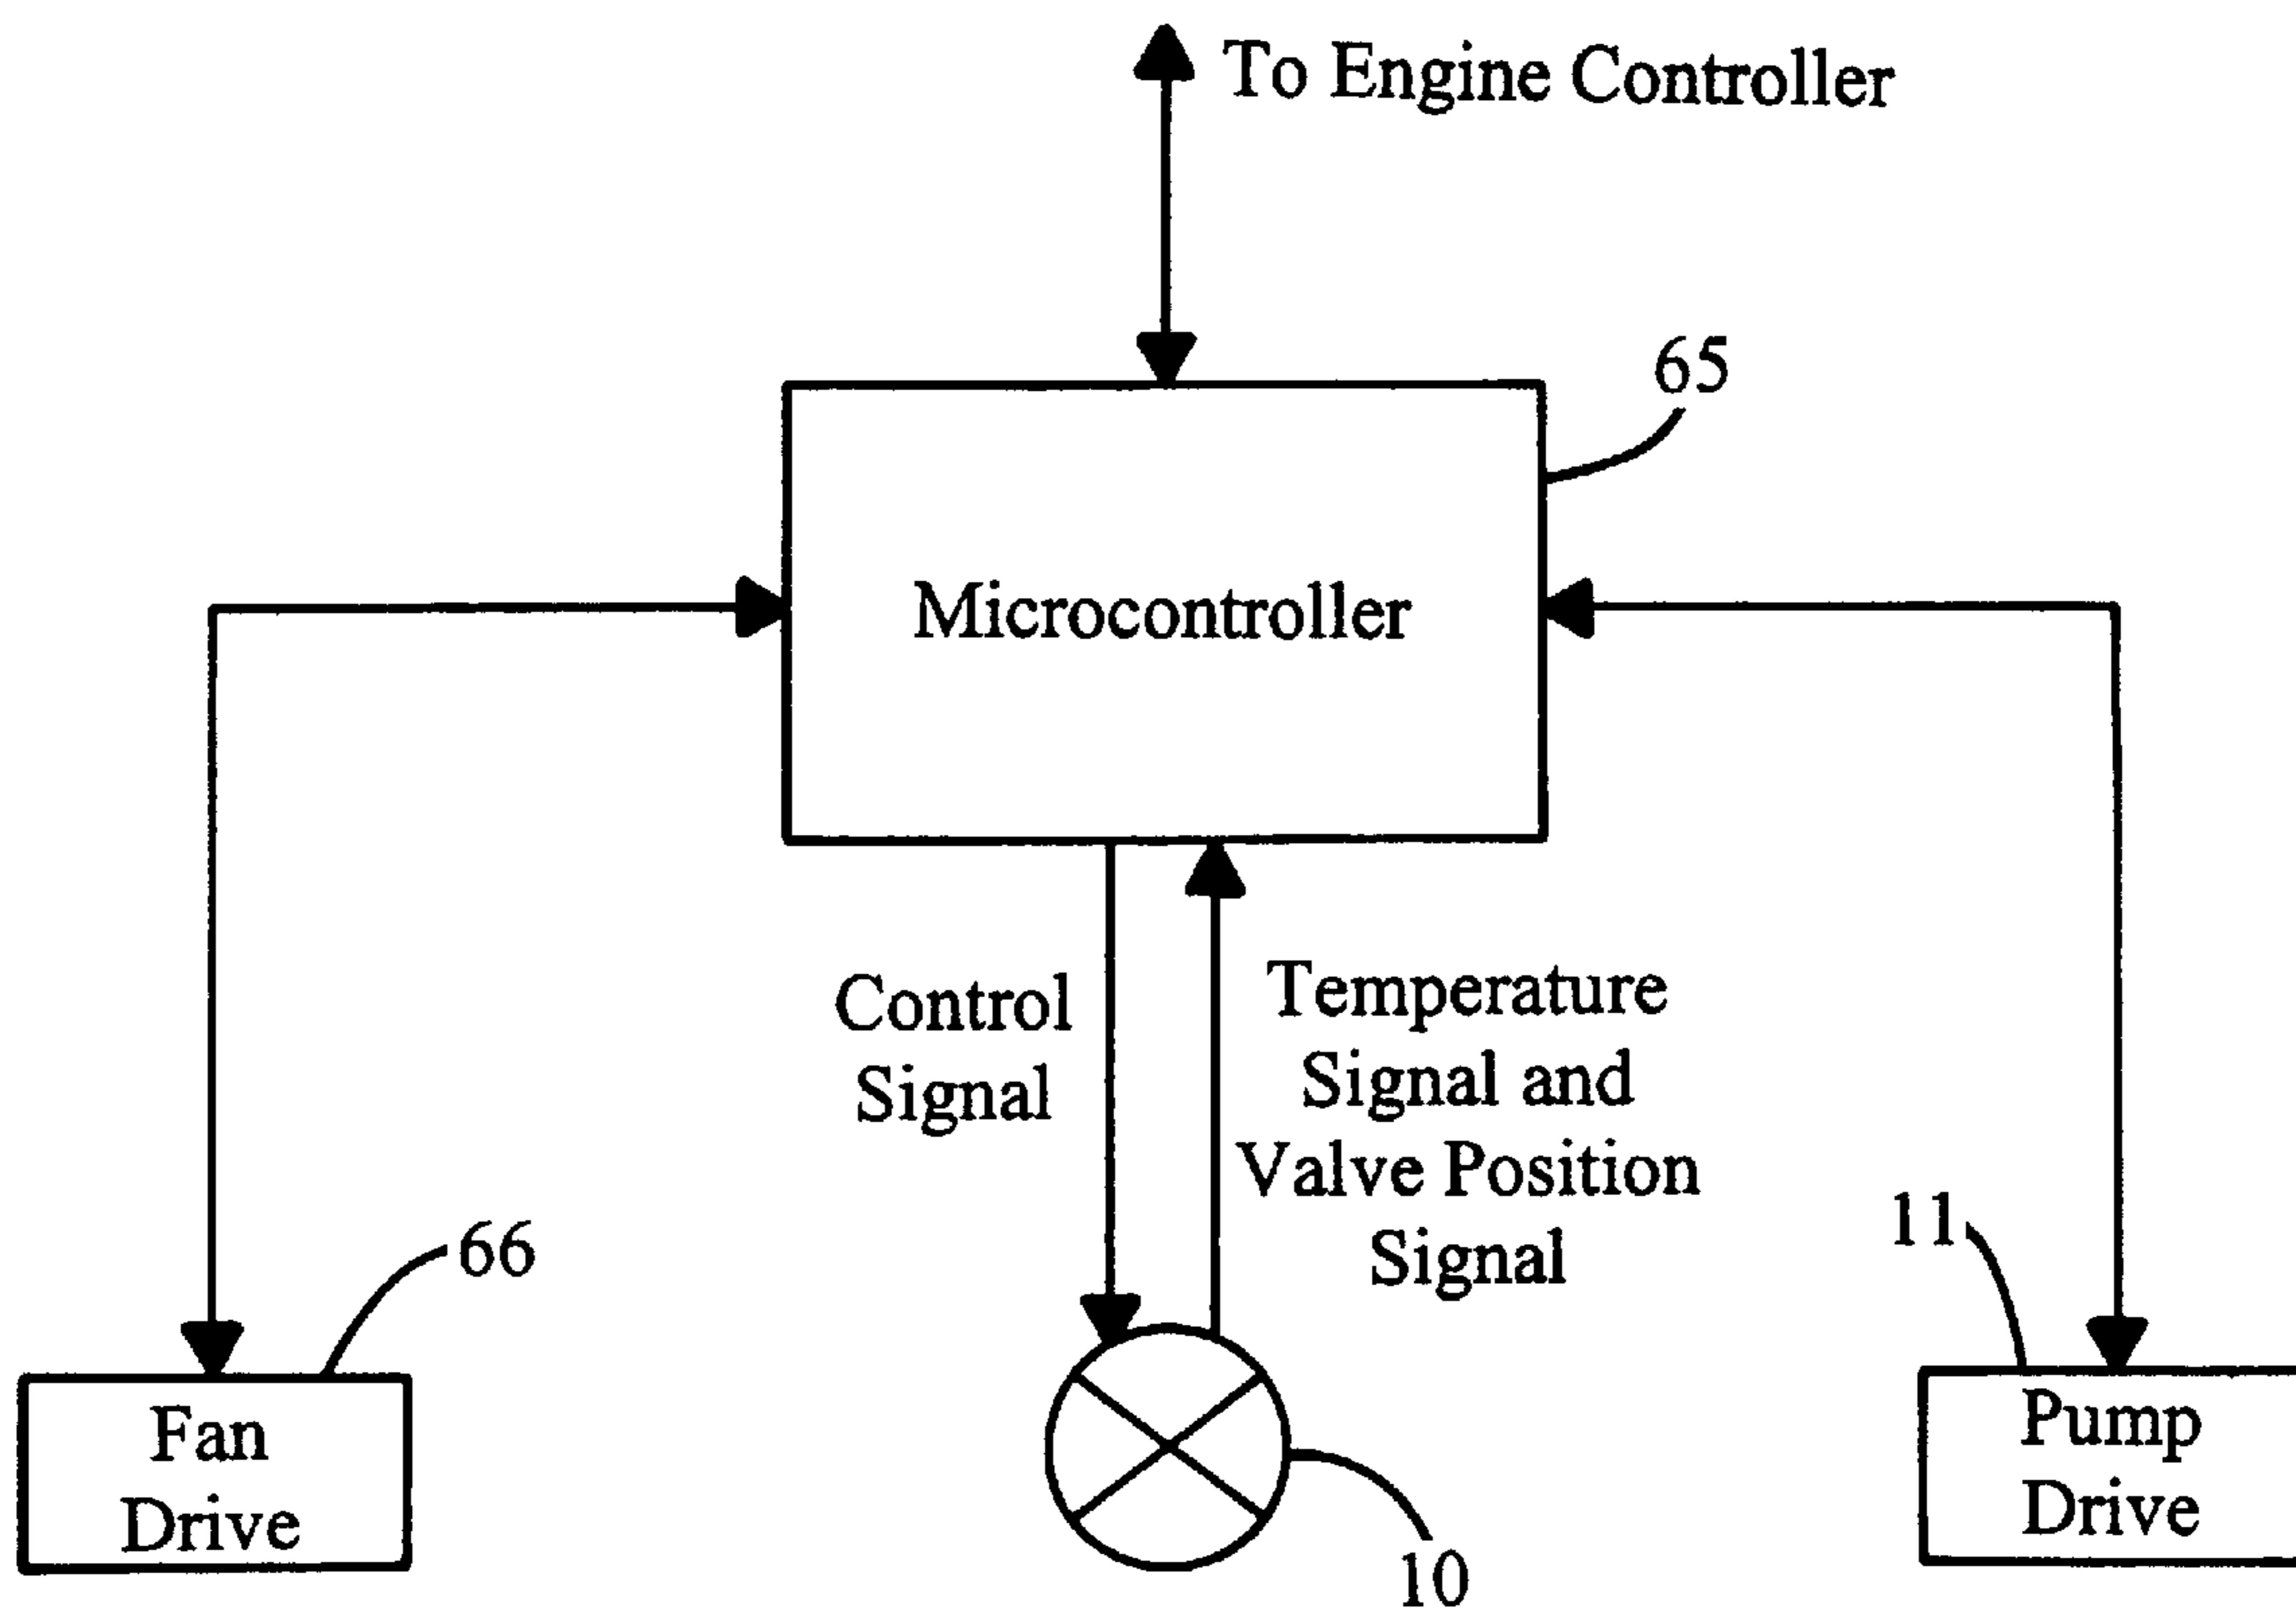 To Engine Controller
65
Microcontroller
Control
Signal
Temperature
Signal and
Valve Position
Signal
66
11
Fan
Drive
Pump
Drive
10